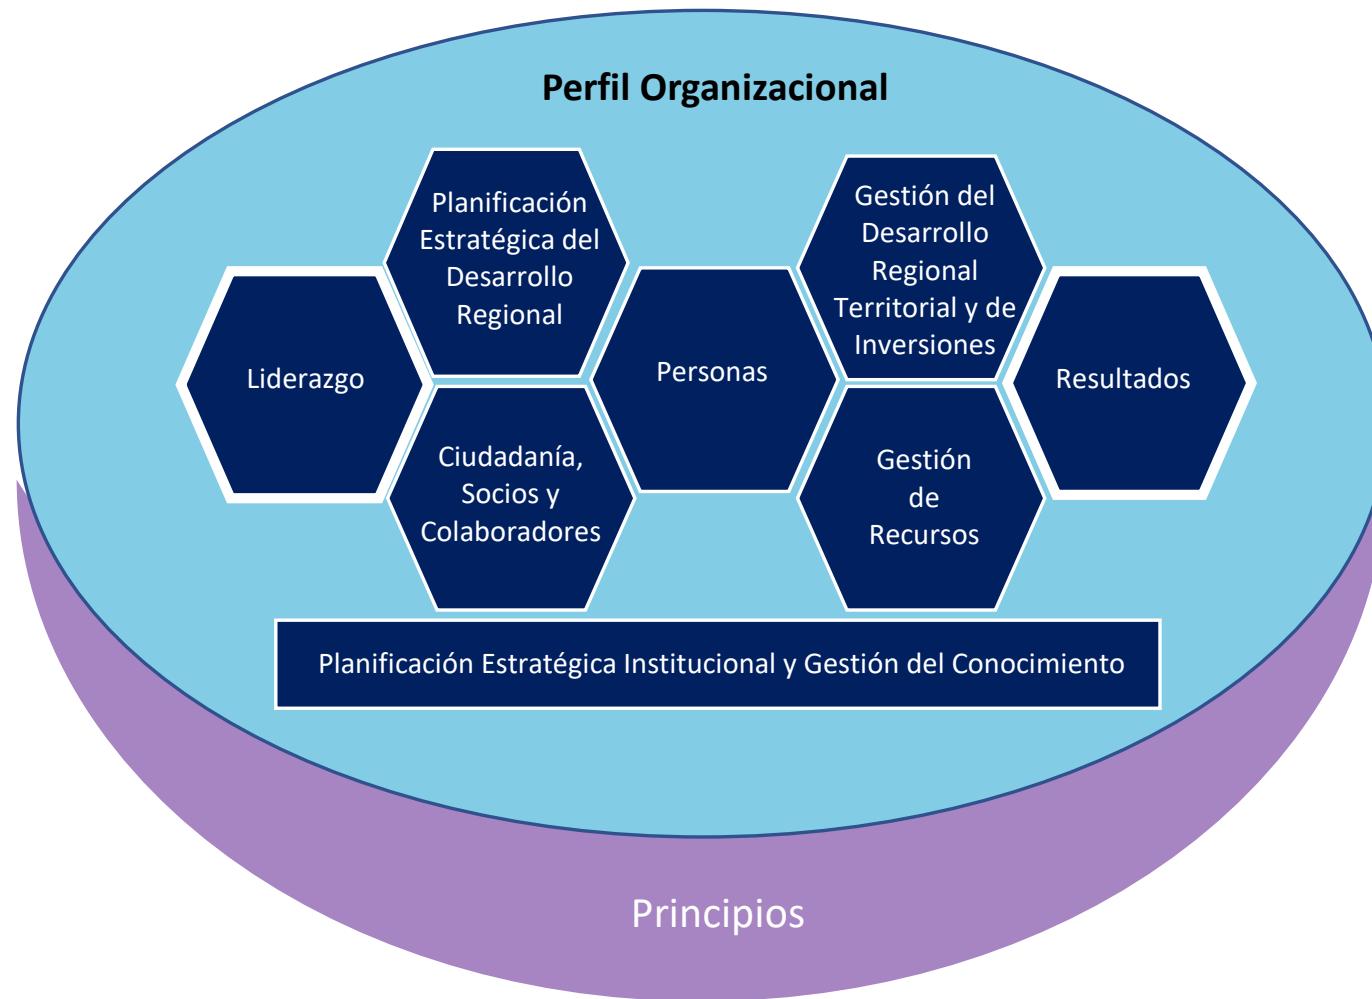 Perfil Organizacional
Planificación
Estratégica del
Desarrollo
Regional
Gestión del
Desarrollo
Regional
Territorial y de
Inversiones
Liderazgo
Personas
Resultados
Ciudadanía,
Socios y
Colaboradores
Gestión
de
Recursos
Planificación Estratégica Institucional y Gestión del Conocimiento
Principios